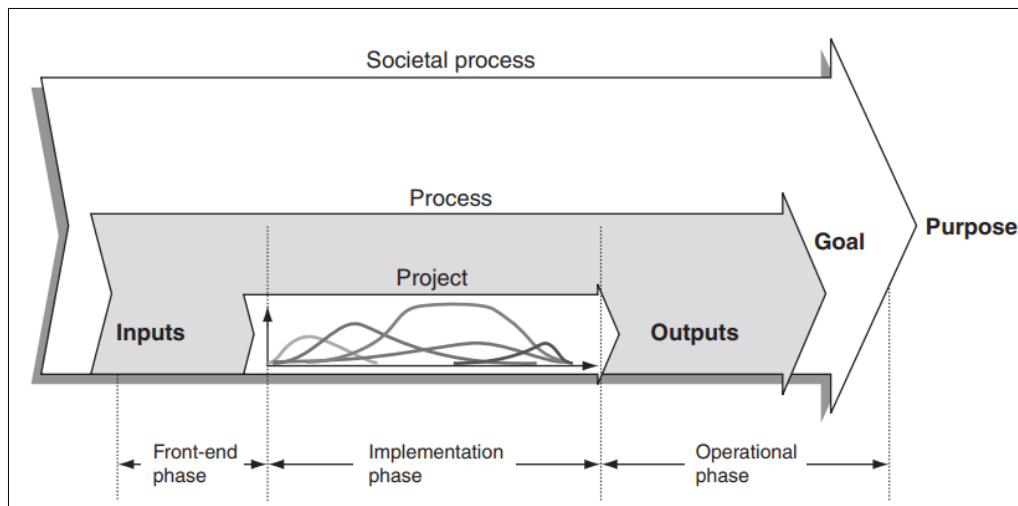 Societal process
Process
Goal
Purpose
Project
Inputs
Outputs
Front-end
phase
Implementation
phase
Operational
phase